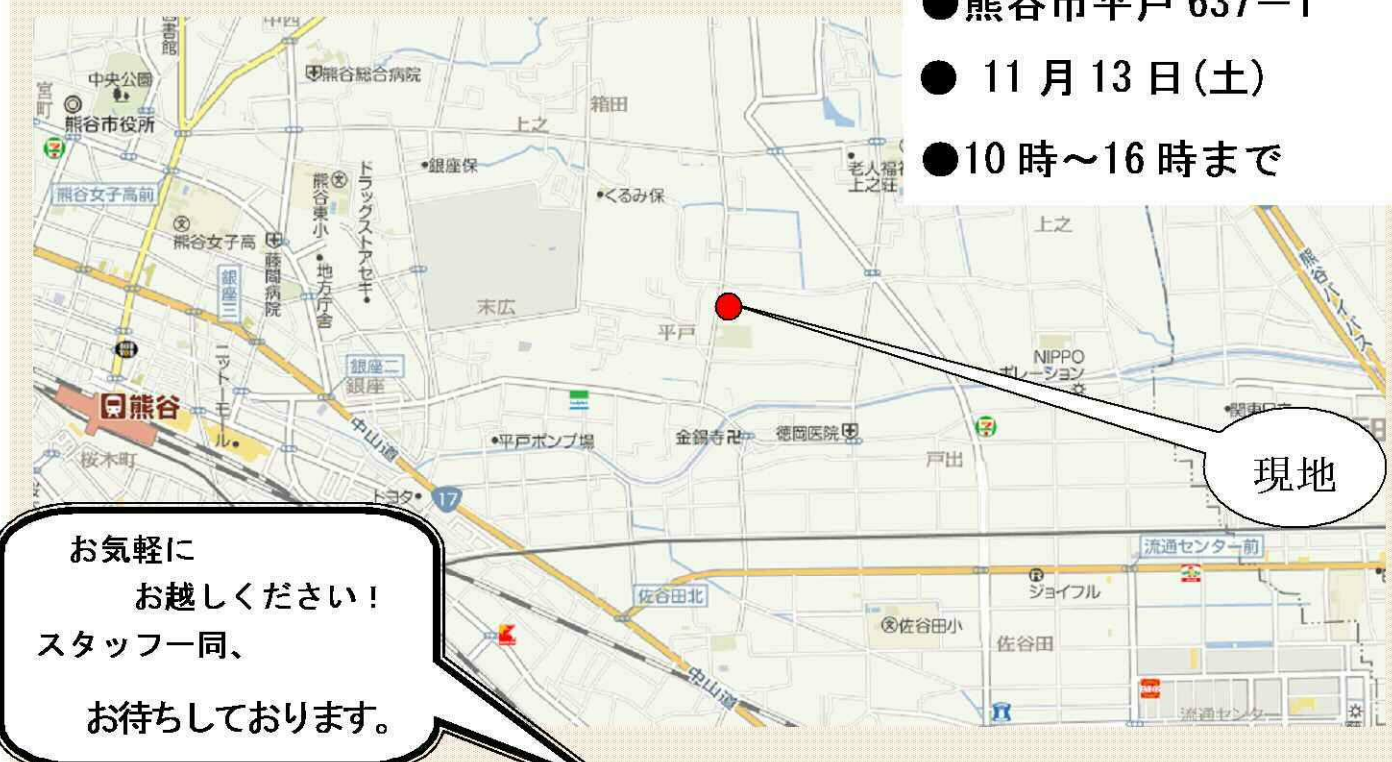 ●熊谷市平戸 637－1
● 11 月 13 日(土)
●10 時～16 時まで
中央公園
宮町
熊谷市役所
熊谷総合病院
箱田
上之
銀座保
くるみ保
上之荘
上之
熊谷女子高前
熊谷女子高
熊谷東小
ドラッグストアセキ
藤間病院
地方庁舎
銀座三
末広
平戸
熊谷バイパス
ニットーモール
銀座二
銀座
NIPPO
熊谷
桜木町
中山道
平戸ポンプ場
金錫寺
徳岡医院
戸出
現地
トヨタ
17
お気軽に
お越しください！
スタッフ一同、
お待ちしております。
佐谷田北
流通センター前
ジョイフル
佐谷田小
佐谷田
中山道
流通センター